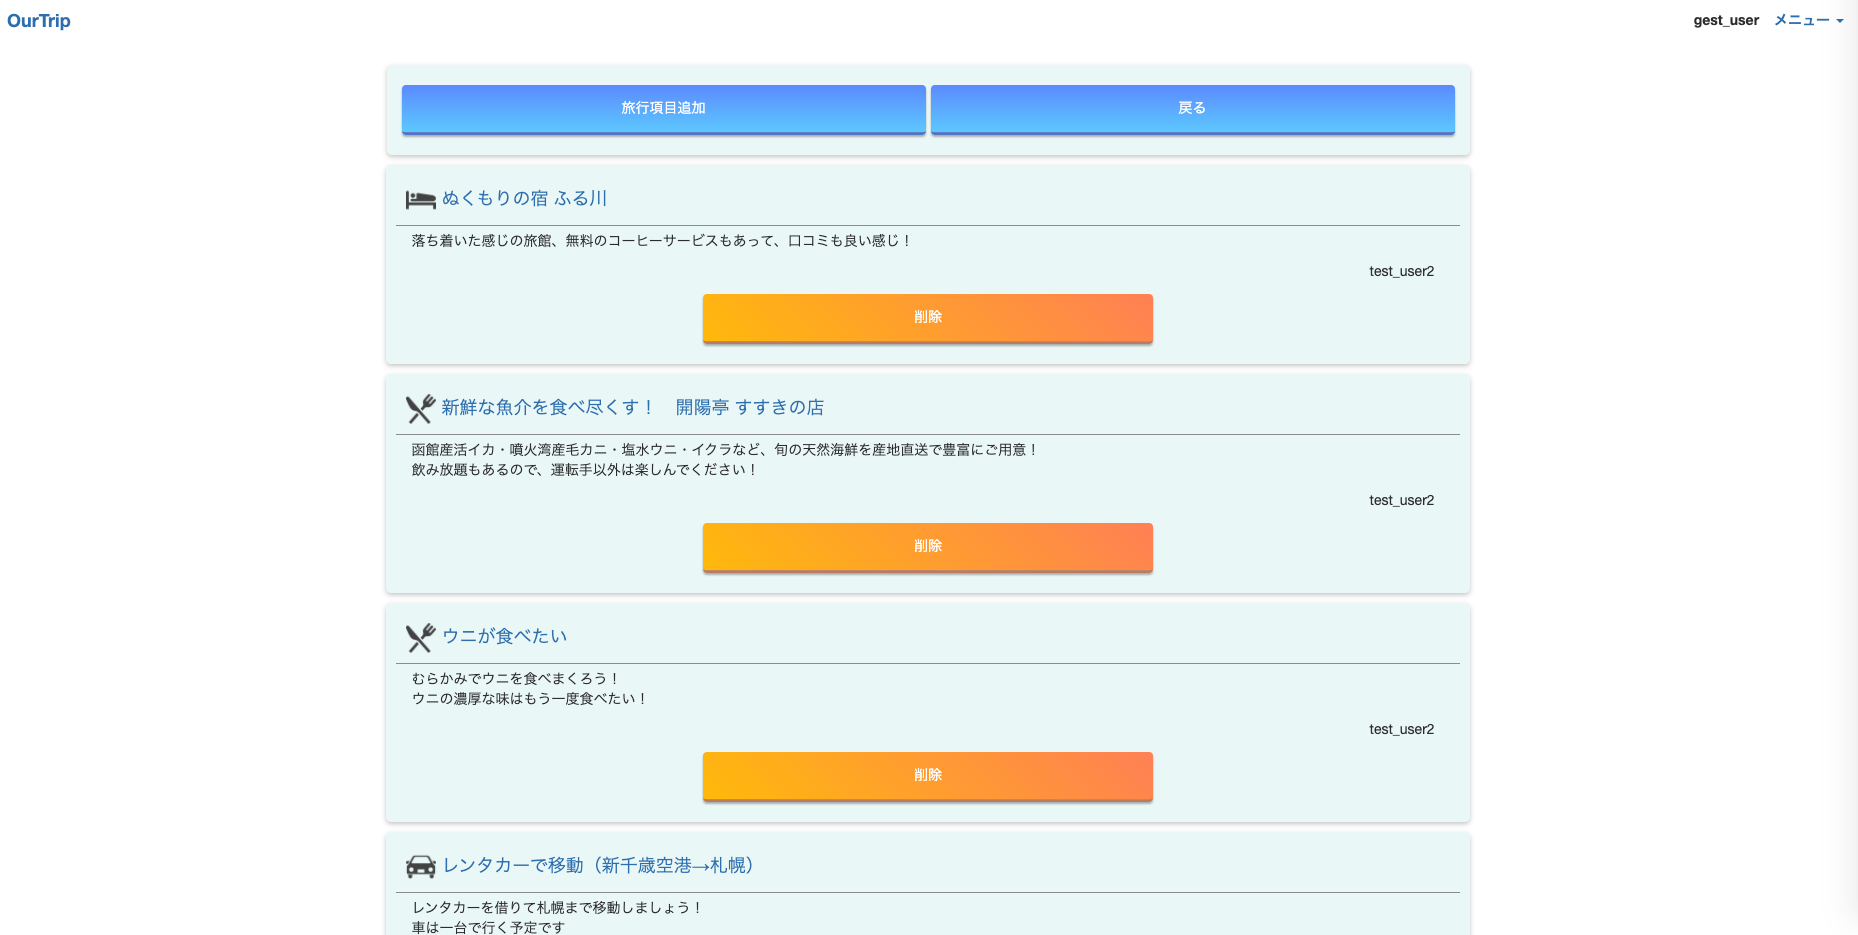 OurTrip
gest_user メニュー
旅行項目追加
戻る
ぬくもりの宿 ふる川
落ち着いた感じの旅館、無料のコーヒーサービスもあって、口コミも良い感じ！
test_user2
削除
新鮮な魚介を食べ尽くす！　開陽亭 すすきの店
函館産活イカ・噴火湾産毛カニ・塩水ウニ・イクラなど、旬の天然海鮮を産地直送で豊富にご用意！
飲み放題もあるので、運転手以外は楽しんでください！
test_user2
削除
ウニが食べたい
むらかみでウニを食べまくろう！
ウニの濃厚な味はもう一度食べたい！
test_user2
削除
レンタカーで移動（新千歳空港→札幌）
レンタカーを借りて札幌まで移動しましょう！
車は一台で行く予定です